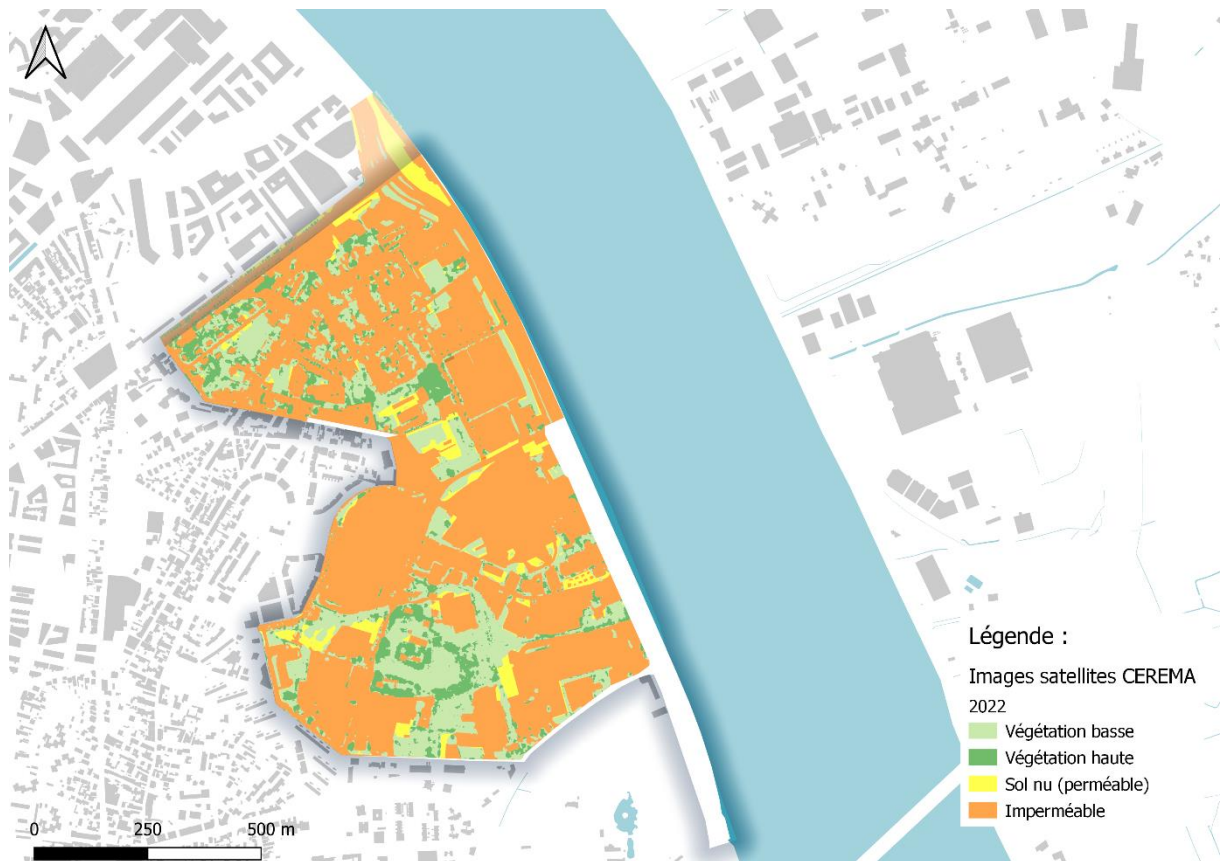 Légende :
Images satellites CEREMA
2022
Végétation basse
Végétation haute
Sol nu (perméable)
Imperméable
0 250 500 m